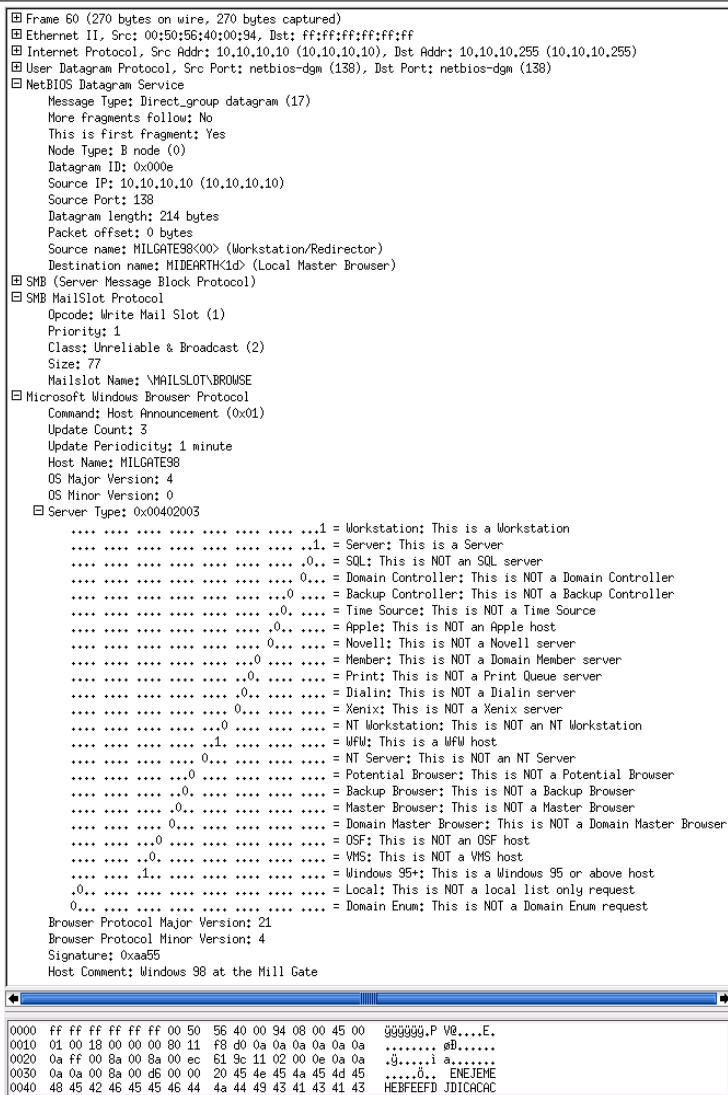 Frame 60 (270 bytes on wire, 270 bytes captured)
Ethernet II, Src: 00:50:56:40:00:94, Dst: ff:ff:ff:ff:ff:ff
Internet Protocol, Src Addr: 10.10.10.10 (10.10.10.10), Dst Addr: 10.10.10.255 (10.10.10.255)
User Datagram Protocol, Src Port: netbios-dgm (138), Dst Port: netbios-dgm (138)
NetBIOS Datagram Service
Message Type: Direct_group datagram (17)
More fragments follow: No
This is first fragment: Yes
Node Type: B node (0)
Datagram ID: 0x000e
Source IP: 10.10.10.10 (10.10.10.10)
Source Port: 138
Datagram length: 214 bytes
Packet offset: 0 bytes
Source name: MILGATE98<00> (Workstation/Redirector)
Destination name: MIDEARTH<1d> (Local Master Browser)
SMB (Server Message Block Protocol)
SMB MailSlot Protocol
Opcode: Write Mail Slot (1)
Priority: 1
Class: Unreliable & Broadcast (2)
Size: 77
Mailslot Name: \MAILSLOT\BROWSE
Microsoft Windows Browser Protocol
Command: Host Announcement (0x01)
Update Count: 3
Update Periodicity: 1 minute
Host Name: MILGATE98
OS Major Version: 4
OS Minor Version: 0
Server Type: 0x00402003
.... .... .... .... .... .... .... ...1 = Workstation: This is a Workstation
.... .... .... .... .... .... .... ..1. = Server: This is a Server
.... .... .... .... .... .... .... .0.. = SQL: This is NOT an SQL server
.... .... .... .... .... .... .... 0... = Domain Controller: This is NOT a Domain Controller
.... .... .... .... .... .... ...0 .... = Backup Controller: This is NOT a Backup Controller
.... .... .... .... .... .... ..0. .... = Time Source: This is NOT a Time Source
.... .... .... .... .... .... .0.. .... = Apple: This is NOT an Apple host
.... .... .... .... .... .... 0... .... = Novell: This is NOT a Novell server
.... .... .... .... .... ...0 .... .... = Member: This is NOT a Domain Member server
.... .... .... .... .... ..0. .... .... = Print: This is NOT a Print Queue server
.... .... .... .... .... .0.. .... .... = Dialin: This is NOT a Dialin server
.... .... .... .... .... 0... .... .... = Xenix: This is NOT a Xenix server
.... .... .... .... ...0 .... .... .... = NT Workstation: This is NOT an NT Workstation
.... .... .... .... ..1. .... .... .... = WfW: This is a WfW host
.... .... .... .... 0... .... .... .... = NT Server: This is NOT an NT Server
.... .... .... ...0 .... .... .... .... = Potential Browser: This is NOT a Potential Browser
.... .... .... ..0. .... .... .... .... = Backup Browser: This is NOT a Backup Browser
.... .... .... .0.. .... .... .... .... = Master Browser: This is NOT a Master Browser
.... .... .... 0... .... .... .... .... = Domain Master Browser: This is NOT a Domain Master Browser
.... .... ...0 .... .... .... .... .... = OSF: This is NOT an OSF host
.... .... ..0. .... .... .... .... .... = VMS: This is NOT a VMS host
.... .... .1.. .... .... .... .... .... = Windows 95+: This is a Windows 95 or above host
.0.. .... .... .... .... .... .... .... = Local: This is NOT a local list only request
0... .... .... .... .... .... .... .... = Domain Enum: This is NOT a Domain Enum request
Browser Protocol Major Version: 21
Browser Protocol Minor Version: 4
Signature: 0xaa55
Host Comment: Windows 98 at the Mill Gate
0000 ff ff ff ff ff ff 00 50 56 40 00 94 08 00 45 00 ÿÿÿÿÿÿ.P V@....E.
0010 01 00 18 00 00 00 80 11 f8 d0 0a 0a 0a 0a 0a 0a ........ øÐ......
0020 0a ff 00 8a 00 8a 00 ec 61 9c 11 02 00 0e 0a 0a .ÿ.....ì a.......
0030 0a 0a 00 8a 00 d6 00 00 20 45 4e 45 4a 45 4d 45 .....Ö.. ENEJEME
0040 48 45 42 46 45 45 46 44 4a 44 49 43 41 43 41 43 HEBFEEFD JDICACAC